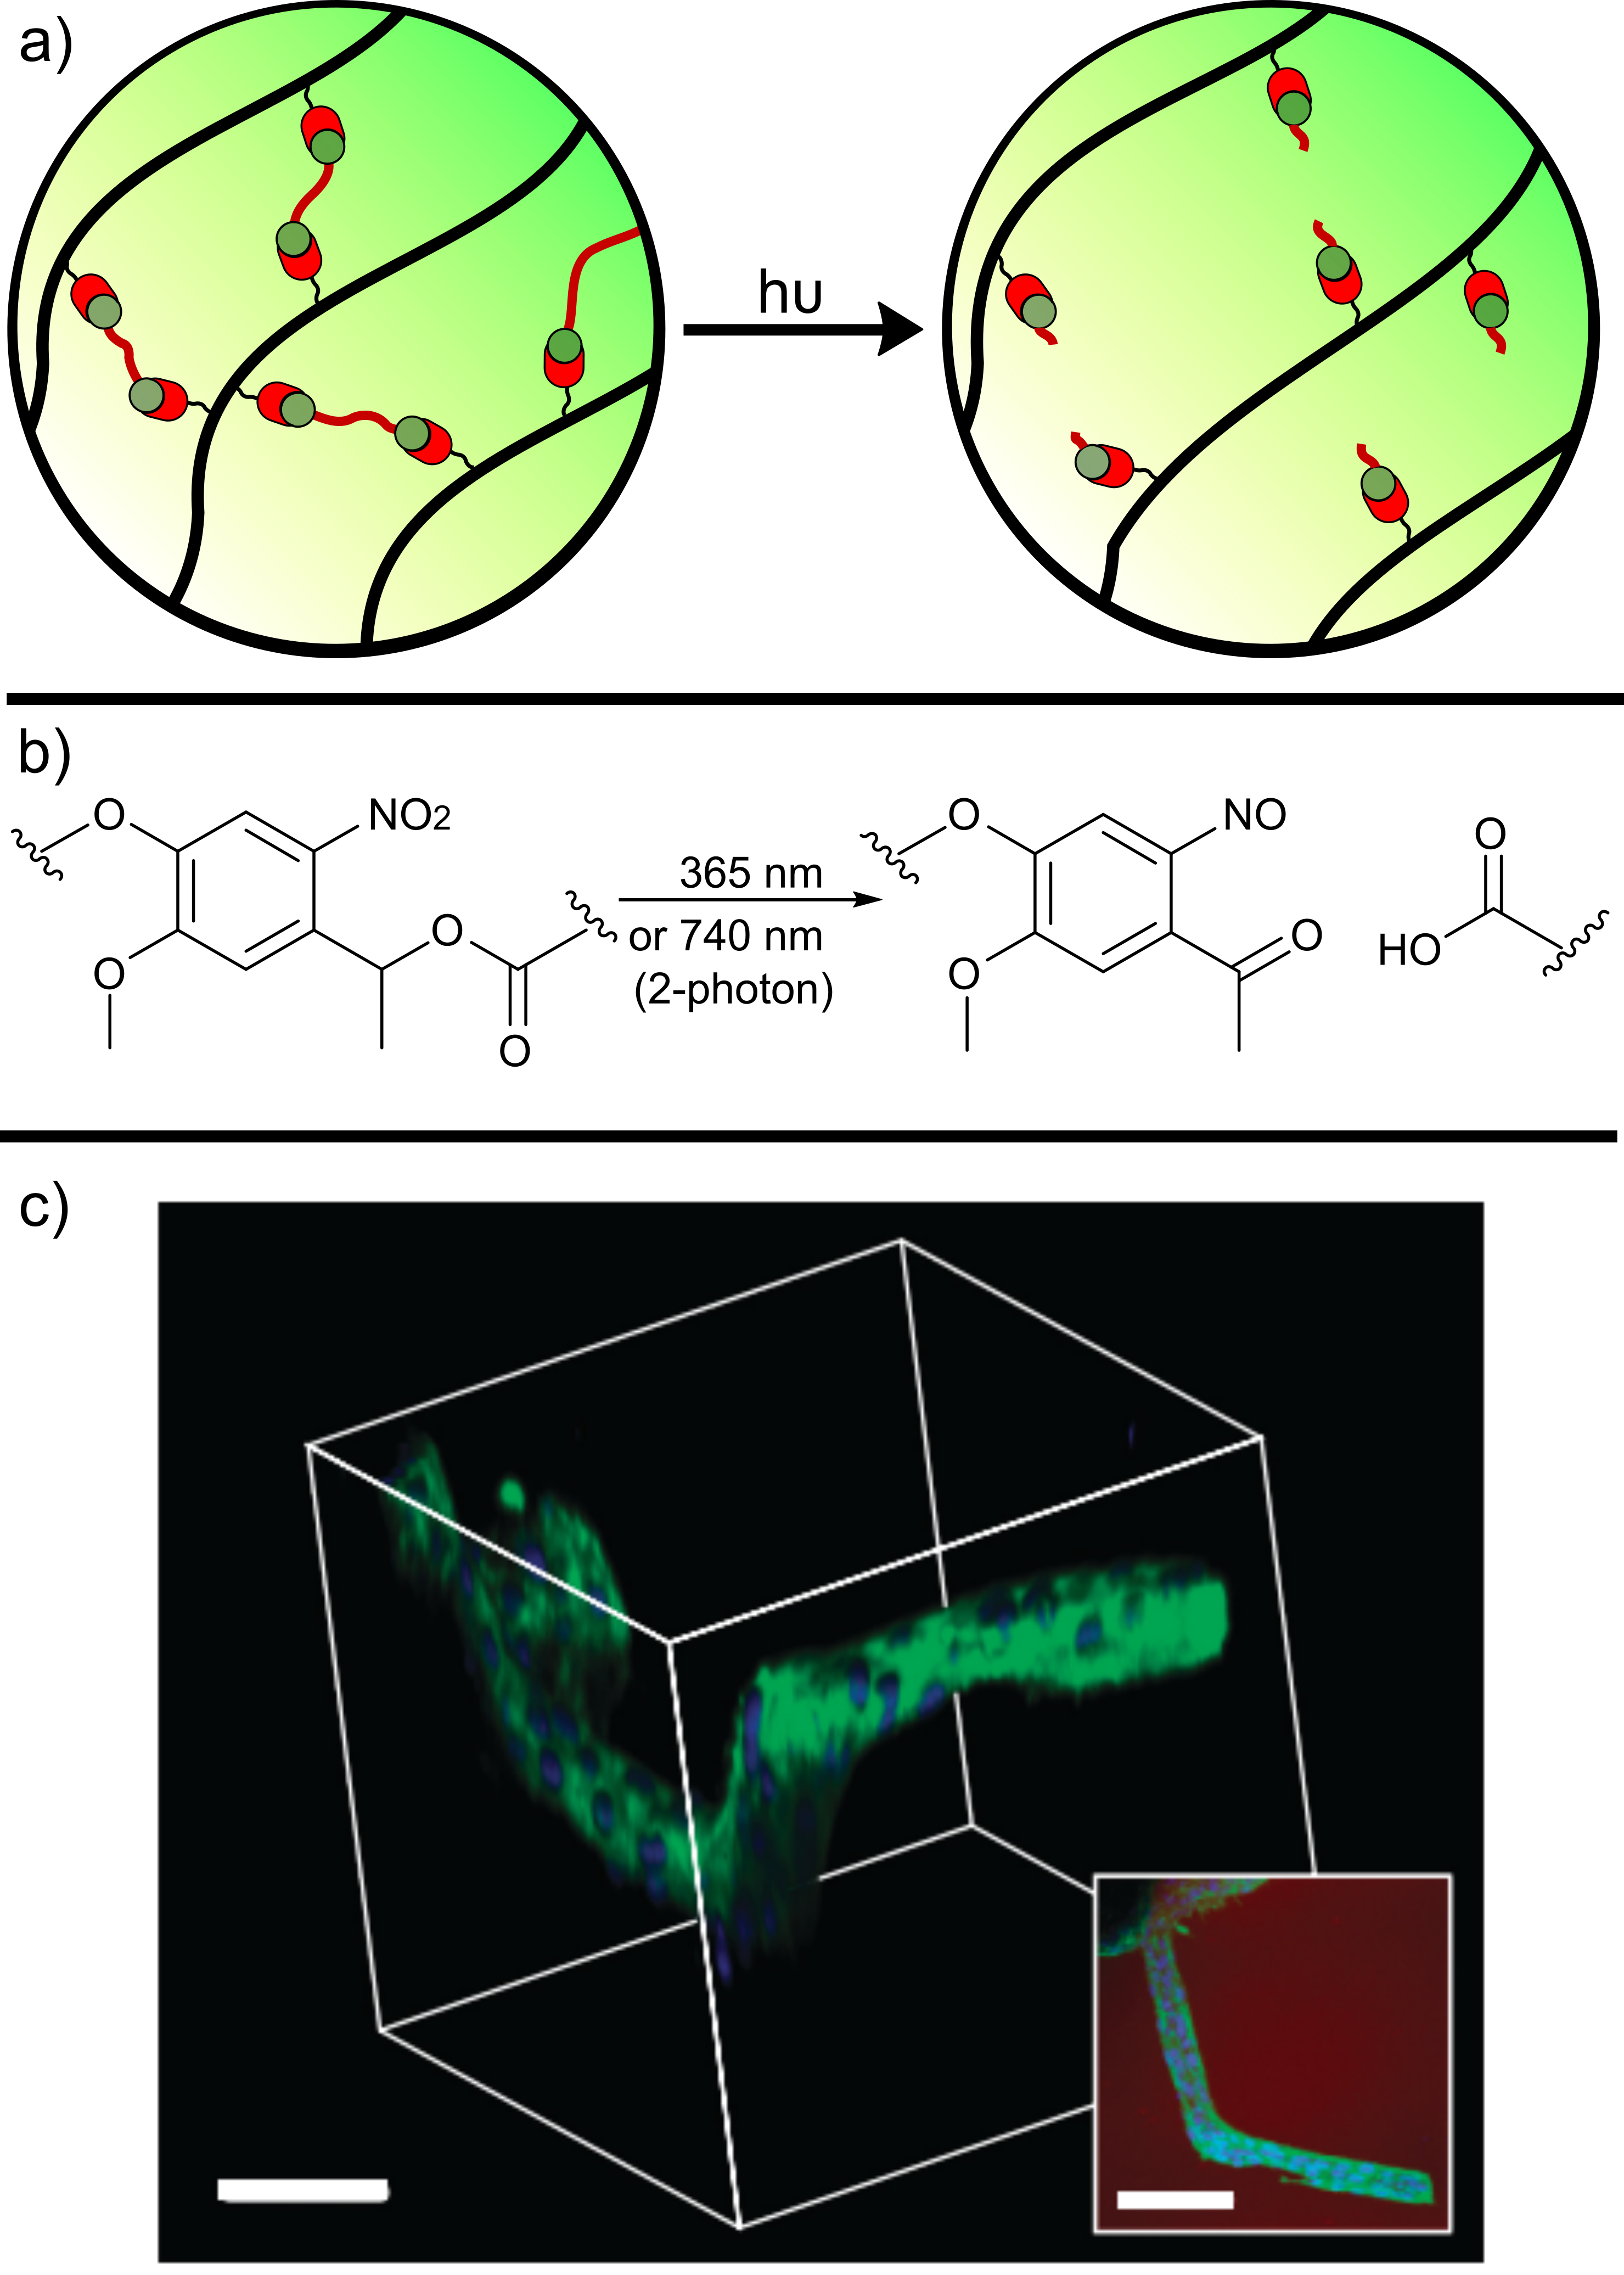 a)
hυ
b)
O
NO2
O
O
O
365 nm
or 740 nm
(2-photon)
O
NO
O
O
O
HO
c)